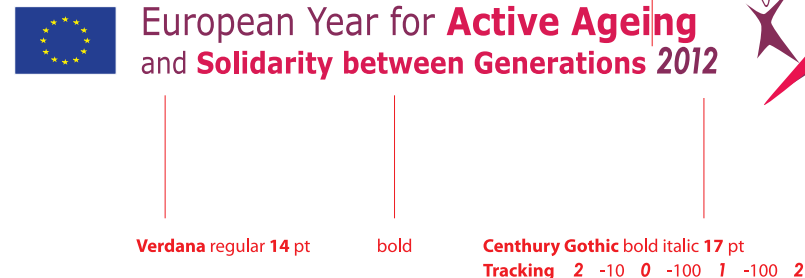 European Year for Active Ageing
and Solidarity between Generations 2012
Verdana regular 14 pt bold Centhury Gothic bold italic 17 pt
Tracking 2 -10 0 -100 1 -100 2